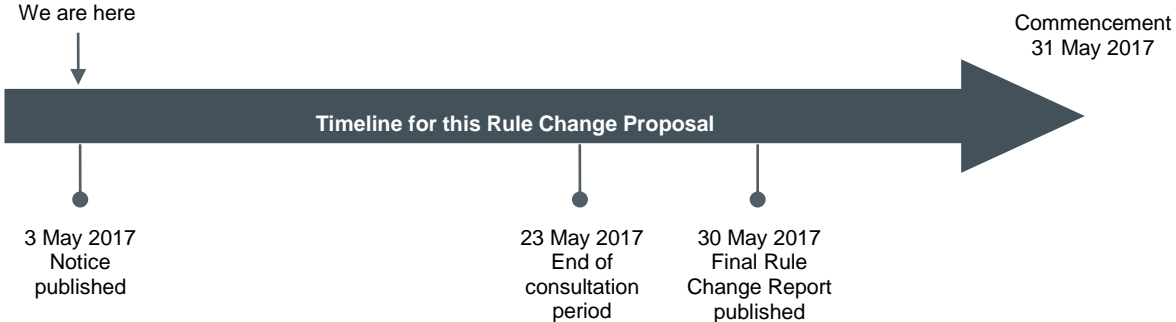 We are here
Commencement
31 May 2017
Timeline for this Rule Change Proposal
3 May 2017
Notice
published
23 May 2017
End of
consultation
period
30 May 2017
Final Rule
Change Report
published